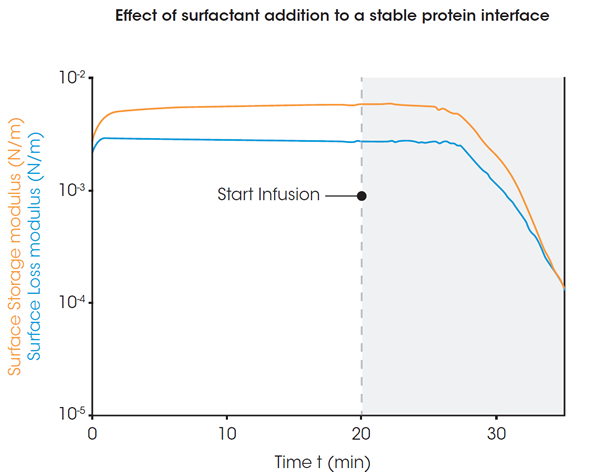 Effect of surfactant addition to a stable protein interface
Surface Storage modulus (N/m)
Surface Loss modulus (N/m)
10-2
10-3
10-4
10-5
Start Infusion
0
10
20
30
Time t (min)